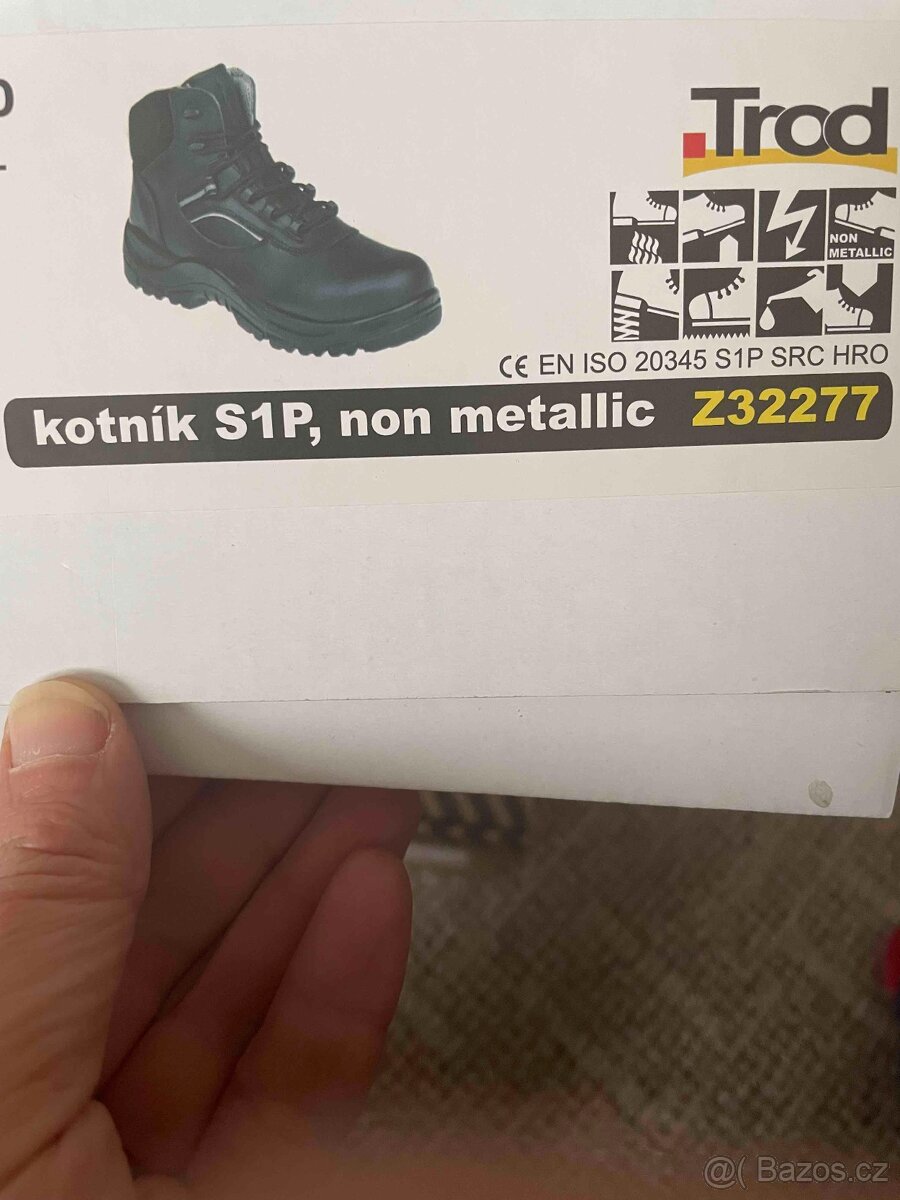 .Trod
NON
METALLIC
CE EN ISO 20345 S1P SRC HRO
kotník S1P, non metallic Z32277
@( Bazos.cz